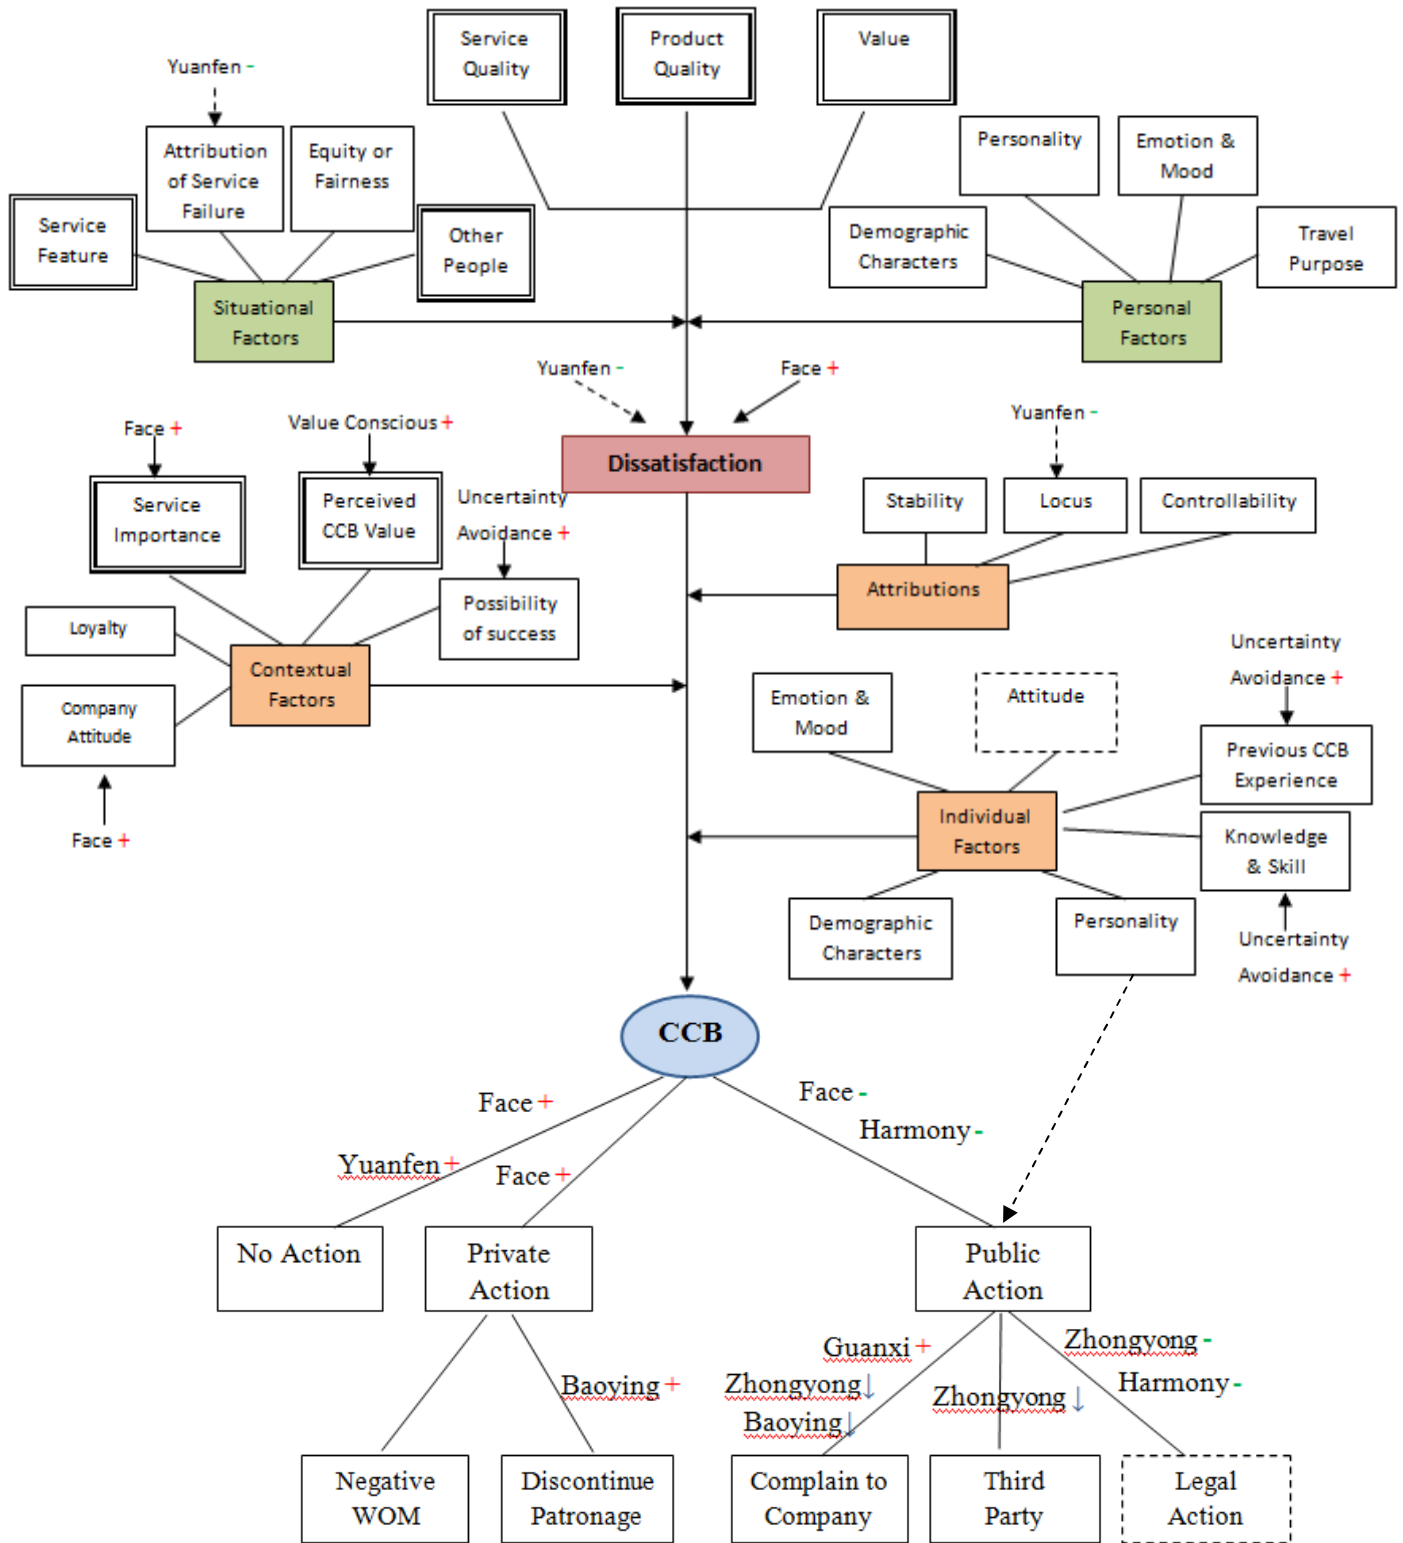 Service
Quality
Product
Quality
Value
Yuanfen -
Attribution
of Service
Failure
Equity or
Fairness
Personality
Emotion &
Mood
Service
Feature
Other
People
Demographic
Characters
Travel
Purpose
Situational
Factors
Personal
Factors
Yuanfen -
Face +
Face +
Value Conscious +
Yuanfen -
Dissatisfaction
Service
Importance
Perceived
CCB Value
Uncertainty
Avoidance +
Stability
Locus
Controllability
Attributions
Possibility
of success
Loyalty
Contextual
Factors
Company
Attitude
Face +
Uncertainty
Avoidance +
Emotion &
Mood
Attitude
Previous CCB
Experience
Individual
Factors
Knowledge
& Skill
Demographic
Characters
Personality
Uncertainty
Avoidance +
CCB
Face +
Yuanfen +
Face +
Face -
Harmony -
No Action
Private
Action
Public
Action
Baoying +
Guanxi +
Zhongyong ↓
Baoying ↓
Zhongyong ↓
Zhongyong -
Harmony -
Negative
WOM
Discontinue
Patronage
Complain to
Company
Third
Party
Legal
Action